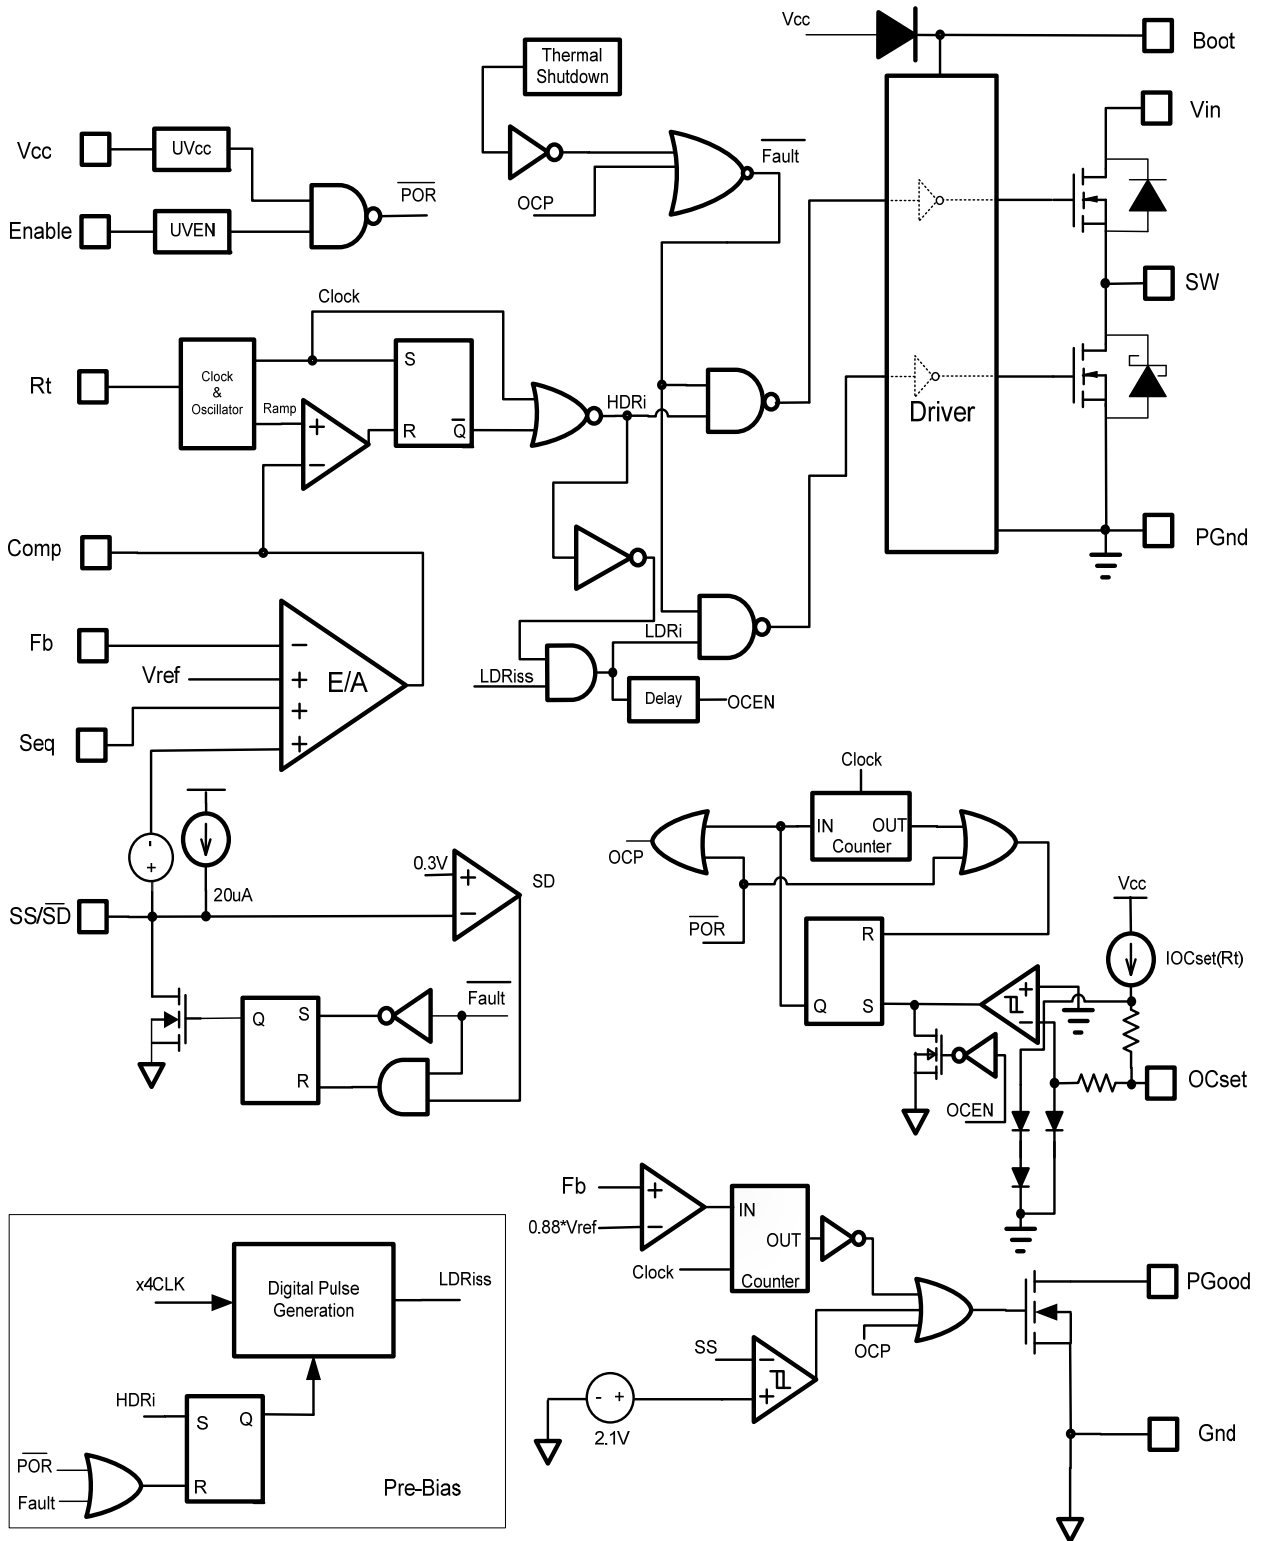 Vcc
Boot
Thermal
Shutdown
Vin
Vcc
UVcc
Fault
POR
OCP
Enable
UVEN
SW
Clock
Rt
Clock
&
Oscillator
S
Ramp
+
R
Q
HDRi
Driver
−
Comp
PGnd
Fb
−
LDRi
Vref
+
E/A
LDRiss
Delay
OCEN
+
Seq
+
Clock
-
+
20uA
0.3V
+
SD
IN
OUT
Counter
OCP
Vcc
SS/SD
−
POR
R
IOCset(Rt)
Fault
+
Q
S
Q
S
−
R
OCset
OCEN
Fb
+
IN
0.88*Vref
−
OUT
Clock
Counter
x4CLK
Digital Pulse
Generation
LDRiss
PGood
SS
−
OCP
HDRi
S
Q
- +
+
2.1V
Gnd
POR
R
Fault
Pre-Bias